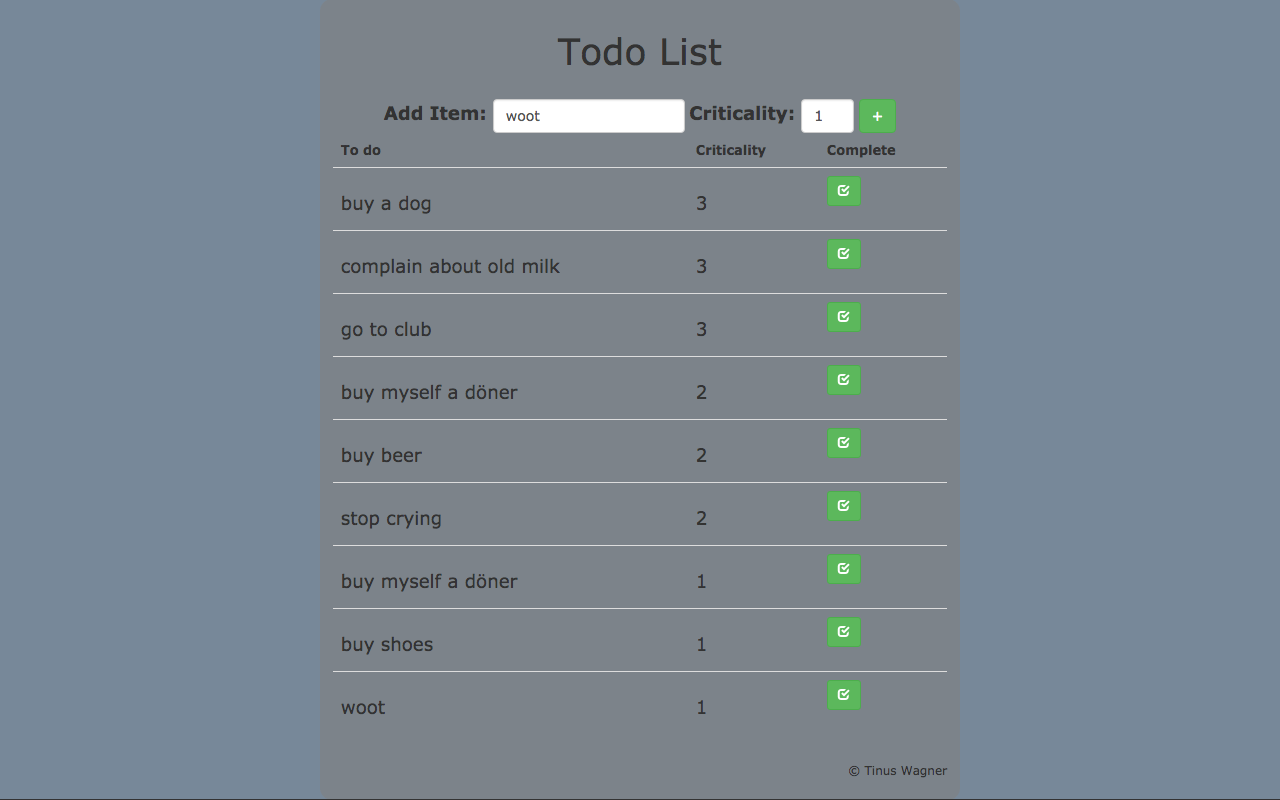 Todo List
Add Item: woot Criticality: 1 +
To do Criticality Complete
buy a dog 3
complain about old milk 3
go to club 3
buy myself a döner 2
buy beer 2
stop crying 2
buy myself a döner 1
buy shoes 1
woot 1
© Tinus Wagner